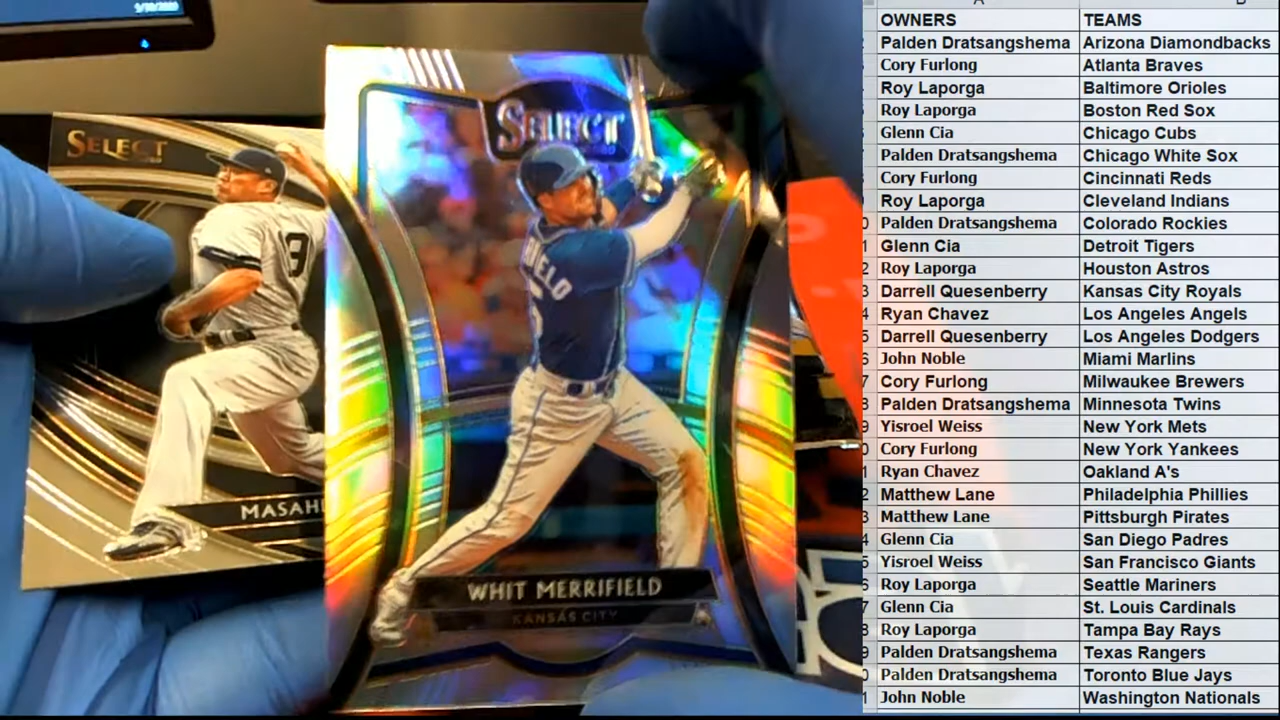 SELECT
MASAHI
SELECT
WHIT MERRIFIELD
KANSAS CITY
OWNERS TEAMS
Palden Dratsangshema Arizona Diamondbacks
Cory Furlong Atlanta Braves
Roy Laporga Baltimore Orioles
Roy Laporga Boston Red Sox
Glenn Cia Chicago Cubs
Palden Dratsangshema Chicago White Sox
Cory Furlong Cincinnati Reds
Roy Laporga Cleveland Indians
Palden Dratsangshema Colorado Rockies
Glenn Cia Detroit Tigers
Roy Laporga Houston Astros
Darrell Quesenberry Kansas City Royals
Ryan Chavez Los Angeles Angels
Darrell Quesenberry Los Angeles Dodgers
John Noble Miami Marlins
Cory Furlong Milwaukee Brewers
Palden Dratsangshema Minnesota Twins
Yisroel Weiss New York Mets
Cory Furlong New York Yankees
Ryan Chavez Oakland A's
Matthew Lane Philadelphia Phillies
Matthew Lane Pittsburgh Pirates
Glenn Cia San Diego Padres
Yisroel Weiss San Francisco Giants
Roy Laporga Seattle Mariners
Glenn Cia St. Louis Cardinals
Roy Laporga Tampa Bay Rays
Palden Dratsangshema Texas Rangers
Palden Dratsangshema Toronto Blue Jays
John Noble Washington Nationals